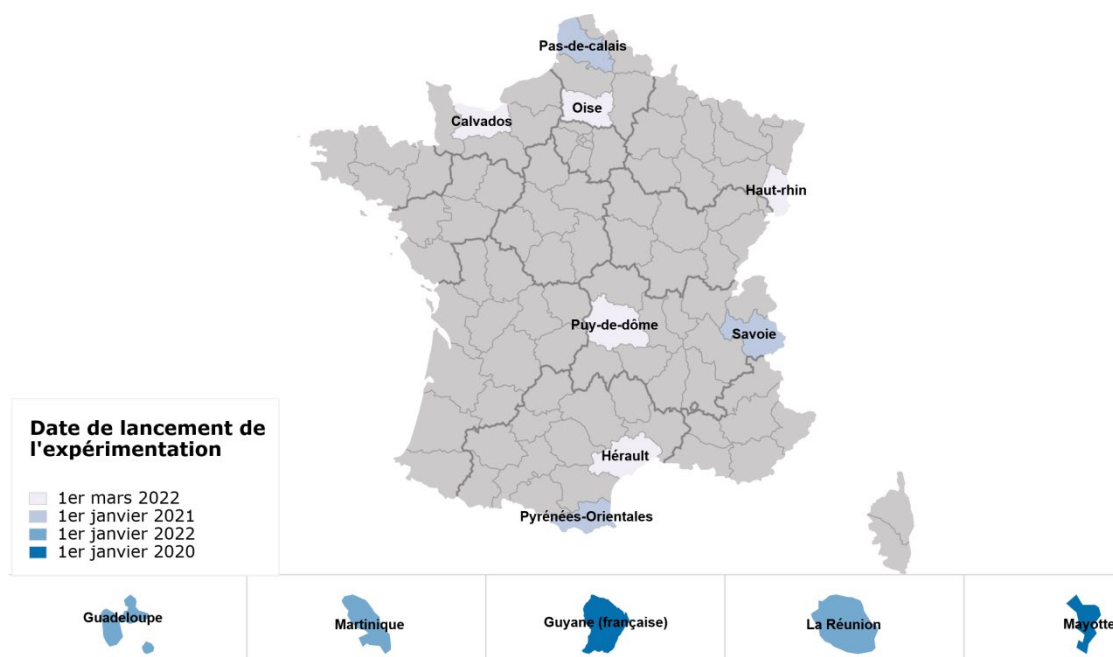 Pas-de-calais
Oise
Calvados
Haut-rhin
Puy-de-dôme
Savoie
Hérault
Pyrénées-Orientales
Date de lancement de
l'expérimentation
1er mars 2022
1er janvier 2021
1er janvier 2022
1er janvier 2020
Guadeloupe
Martinique
Guyane (française)
La Réunion
Mayotte